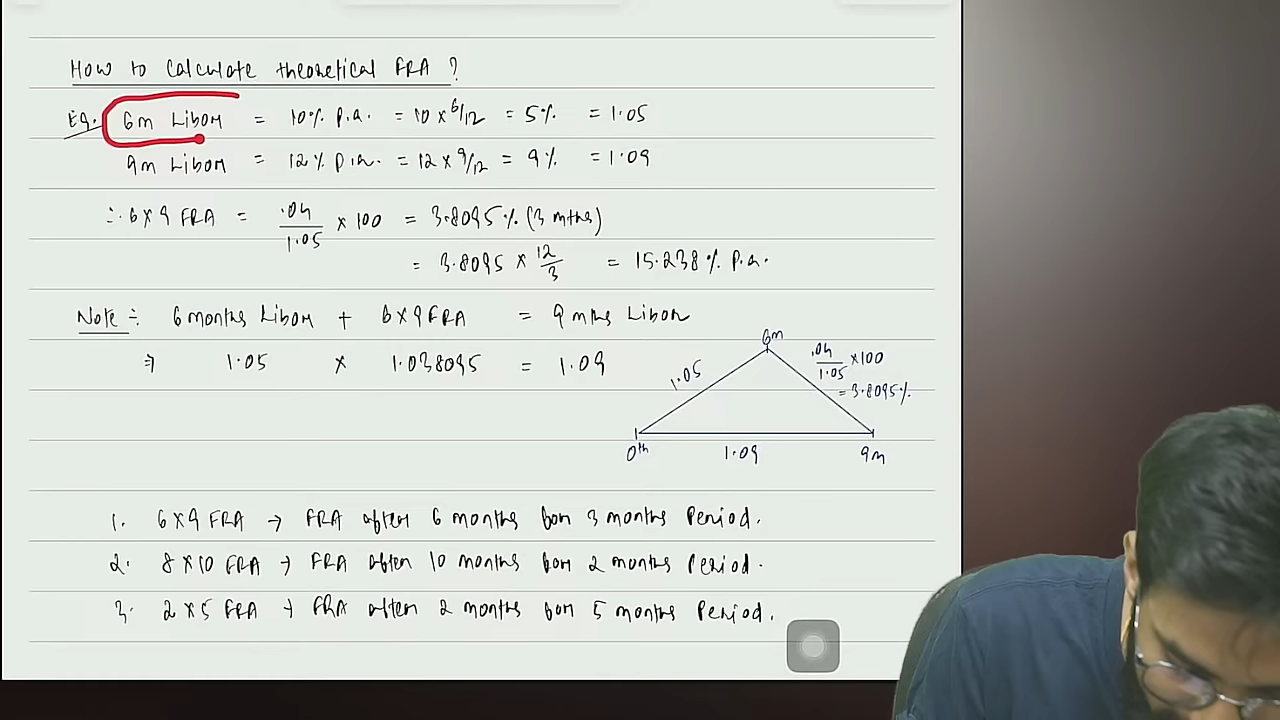 How to calculate theoretical FRA ?
Eg. 6m Libor = 10% p.a. = 10 x 6/12 = 5% = 1.05
9m Libor = 12% p.a. = 12 x 9/12 = 9% = 1.09
∴ 6x9 FRA = .04/1.05 x 100 = 3.8095% (3 mths)
= 3.8095 x 12/3 = 15.238% P.a.
Note :- 6 months Libor + 6x9 FRA = 9 mths Libor
⇒ 1.05 x 1.038095 = 1.09
6m
1.05
.04/1.05 x100
= 3.8095%
0th 1.09 9m
1. 6x9 FRA → FRA after 6 months for 3 months Period.
2. 8x10 FRA → FRA after 10 months for 2 months Period.
3. 2x5 FRA → FRA after 2 months for 5 months Period.